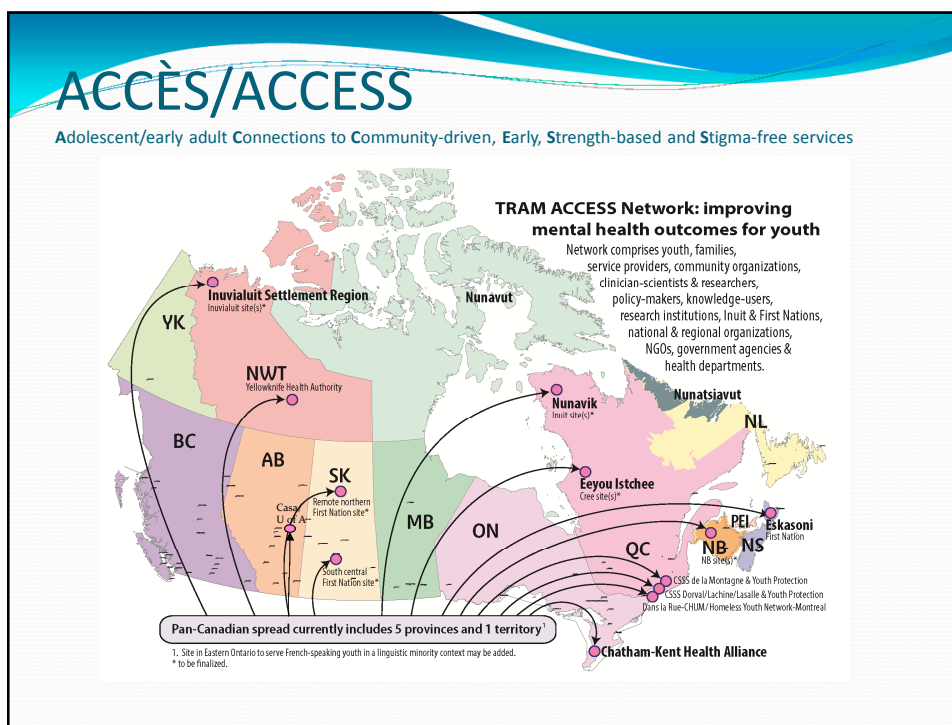 ACCÈS/ACCESS
Adolescent/early adult Connections to Community-driven, Early, Strength-based and Stigma-free services
TRAM ACCESS Network: improving
mental health outcomes for youth
Network comprises youth, families,
service providers, community organizations,
clinician-scientists & researchers,
policy-makers, knowledge-users,
research institutions, Inuit & First Nations,
national & regional organizations,
NGOs, government agencies &
health departments.
Inuvialuit Settlement Region
Inuvialuit site(s)*
Nunavut
YK
NWT
Yellowknife Health Authority
Nunavik
Inuit site(s)*
Nunatsiavut
NL
BC
AB
SK
Remote northern
First Nation site*
Casa/
U of A
MB
ON
Eeyou Istchee
Cree site(s)*
QC
PEI
Eskasoni
First Nation
NB
NB site(s)*
NS
South central
First Nation site*
CSSS de la Montagne & Youth Protection
CSSS Dorval/Lachine/Lasalle & Youth Protection
Dans la Rue-CHUM/ Homeless Youth Network-Montreal
Pan-Canadian spread currently includes 5 provinces and 1 territory¹
1. Site in Eastern Ontario to serve French-speaking youth in a linguistic minority context may be added.
* to be finalized.
Chatham-Kent Health Alliance